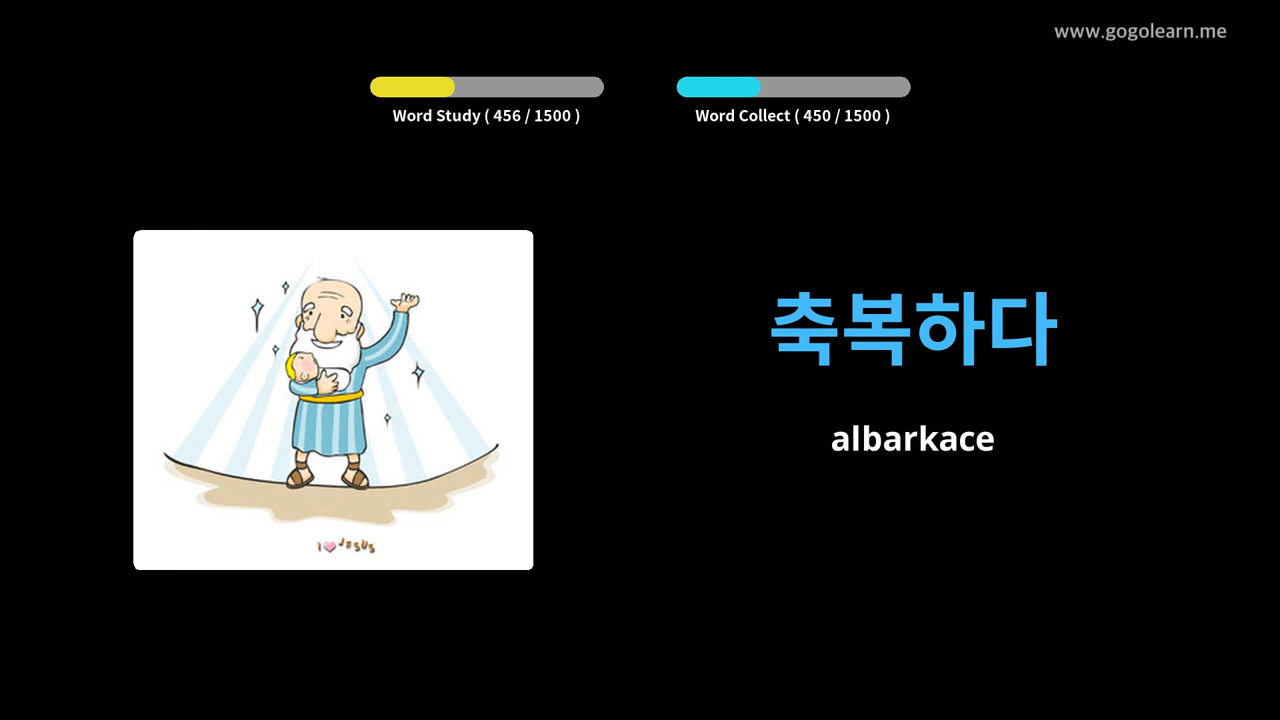 www.gogolearn.me
Word Study ( 456 / 1500 )
Word Collect ( 450 / 1500 )
축복하다
albarkace
I JESUS